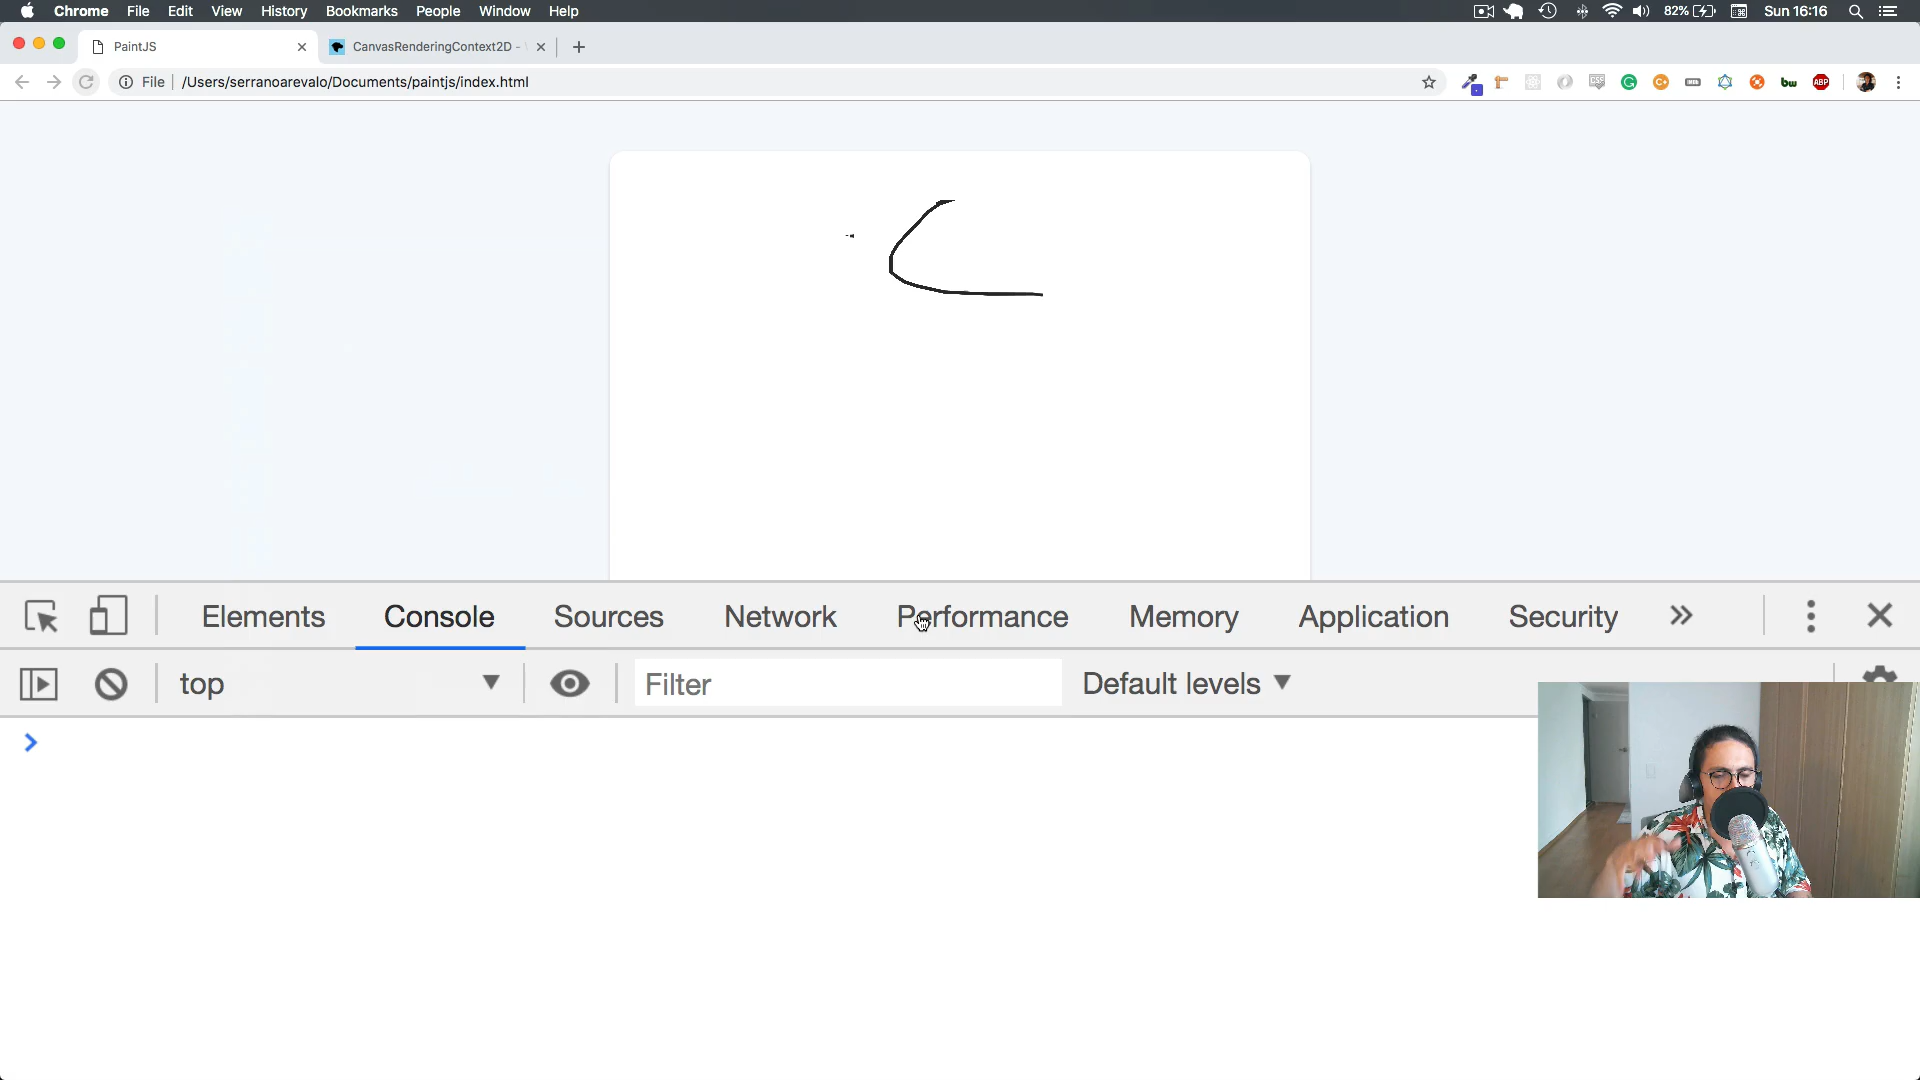 Chrome File Edit View History Bookmarks People Window Help 82% Sun 16:16
PaintJS CanvasRenderingContext2D -
File /Users/serranoarevalo/Documents/paintjs/index.html ABP
Elements Console Sources Network Performance Memory Application Security
top Filter Default levels